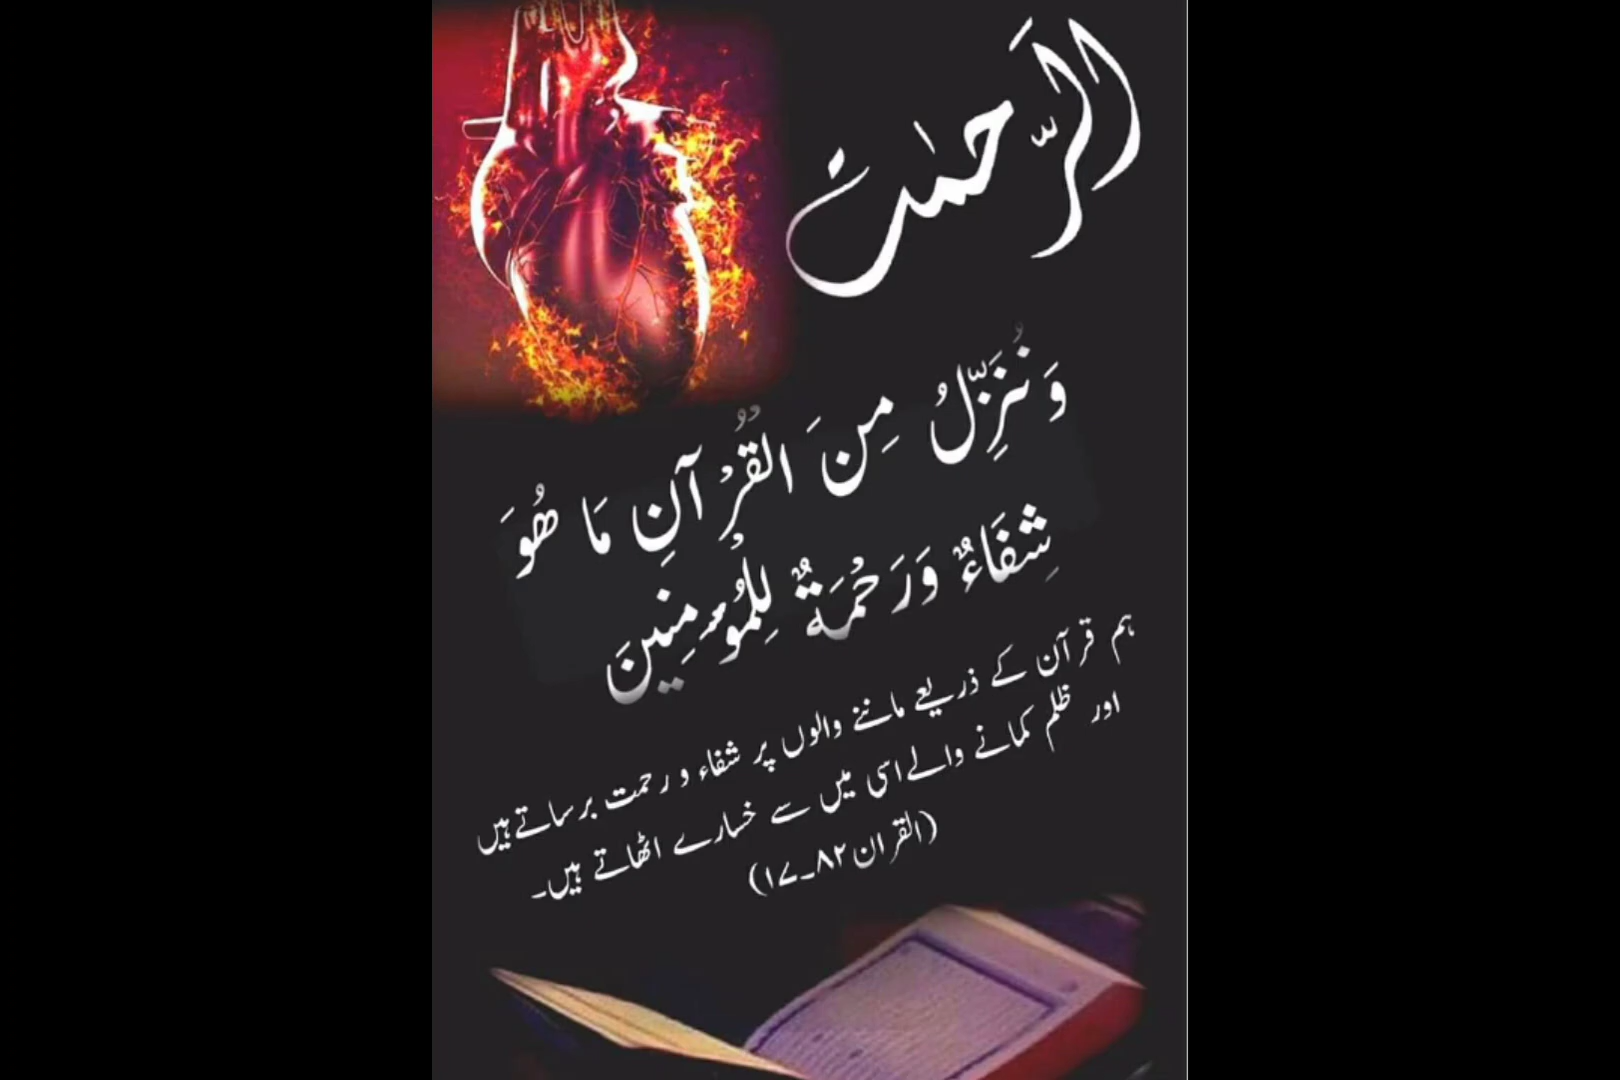 الرَّحمٰن
وَنُنَزِّلُ مِنَ الْقُرْآنِ مَا هُوَ
شِفَاءٌ وَرَحْمَةٌ لِلْمُؤْمِنِينَ
ہم قرآن کے ذریعے ماننے والوں پر شفاء و رحمت برساتے ہیں
اور ظلم کمانے والے اسی میں سے خسارے اٹھاتے ہیں۔
(القران ۸۲۔۱۷)